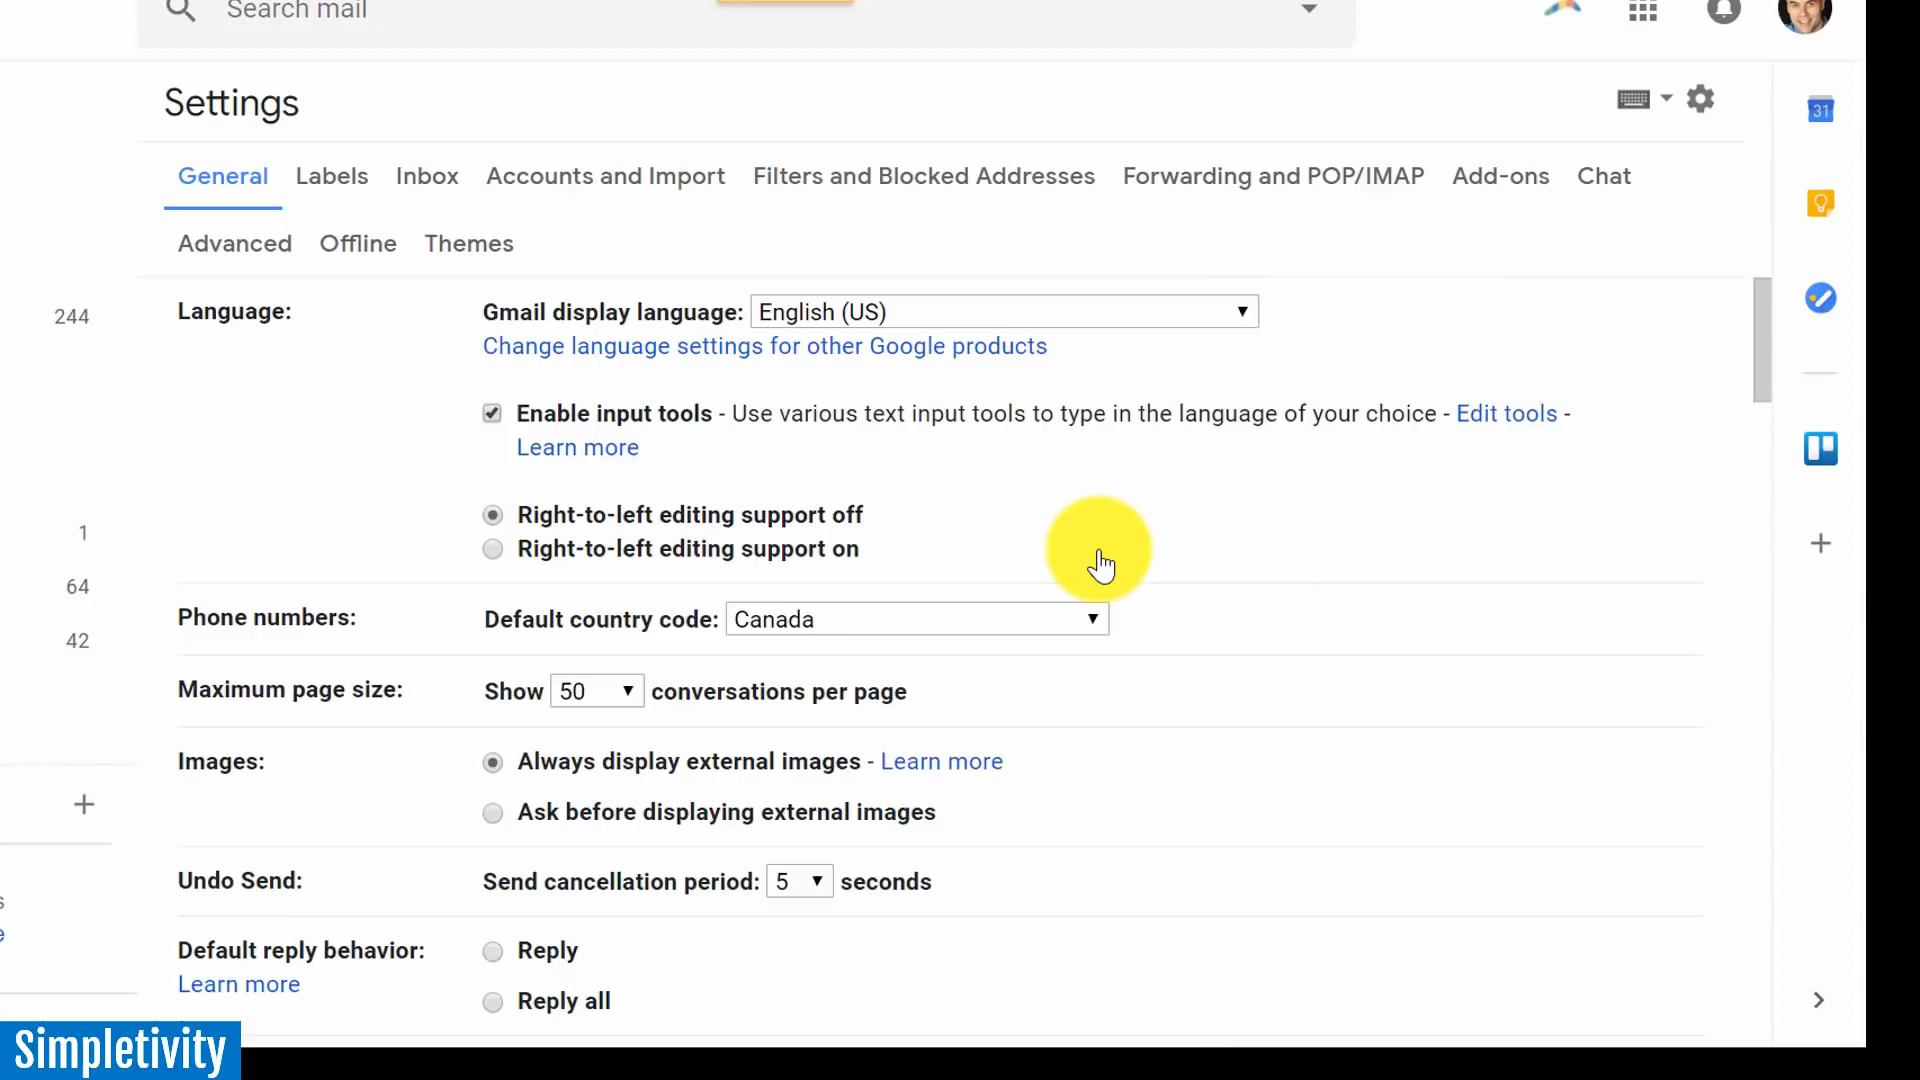 Search mail
Settings
General Labels Inbox Accounts and Import Filters and Blocked Addresses Forwarding and POP/IMAP Add-ons Chat
Advanced Offline Themes
31
244
1
64
42
Language:
Gmail display language: English (US)
Change language settings for other Google products
Enable input tools - Use various text input tools to type in the language of your choice - Edit tools -
Learn more
Right-to-left editing support off
Right-to-left editing support on
Phone numbers:
Default country code: Canada
Maximum page size:
Show 50 conversations per page
Images:
Always display external images - Learn more
Ask before displaying external images
Undo Send:
Send cancellation period: 5 seconds
Default reply behavior:
Learn more
Reply
Reply all
s
e
Simpletivity